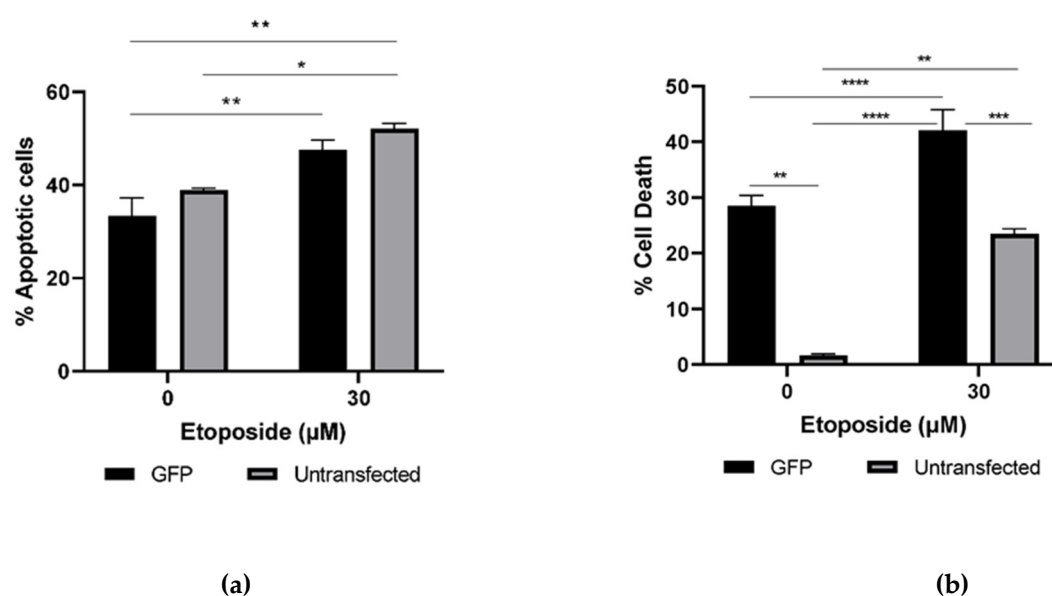 **
*
**
% Apoptotic cells
60
40
20
0
0 30
Etoposide (µM)
GFP Untransfected
(a)
**
****
**** ***
**
% Cell Death
50
40
30
20
10
0
0 30
Etoposide (µM)
GFP Untransfected
(b)